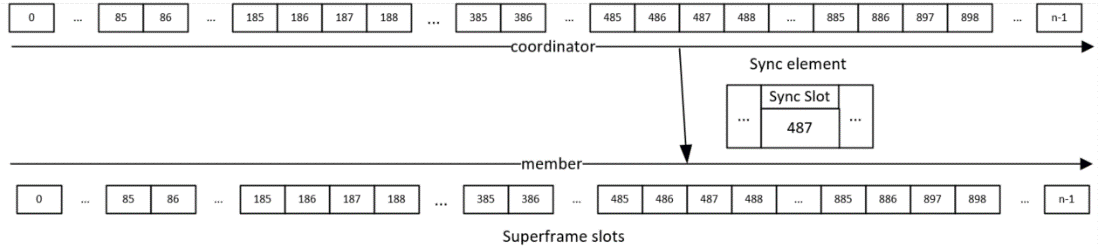 0 ... 85 86 ... 185 186 187 188 ... 385 386 ... 485 486 487 488 ... 885 886 897 898 ... n-1
coordinator
Sync element
Sync Slot
... 487 ...
member
0 ... 85 86 ... 185 186 187 188 ... 385 386 ... 485 486 487 488 ... 885 886 897 898 ... n-1
Superframe slots